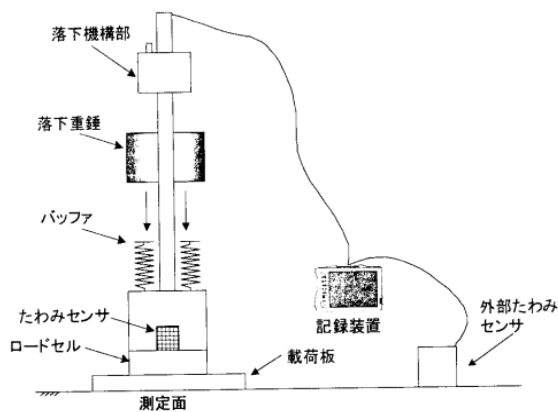 落下機構部
落下重錘
バッファ
たわみセンサ
ロードセル
測定面
載荷板
記録装置
外部たわみ
センサ